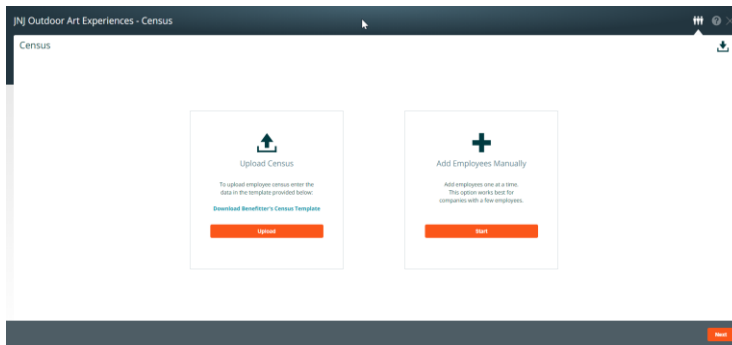 JNJ Outdoor Art Experiences - Census
Census
Upload Census
To upload employee census enter the
data in the template provided below:
Download Benefitter's Census Template
Upload
Add Employees Manually
Add employees one at a time.
This option works best for
companies with a few employees.
Start
Next